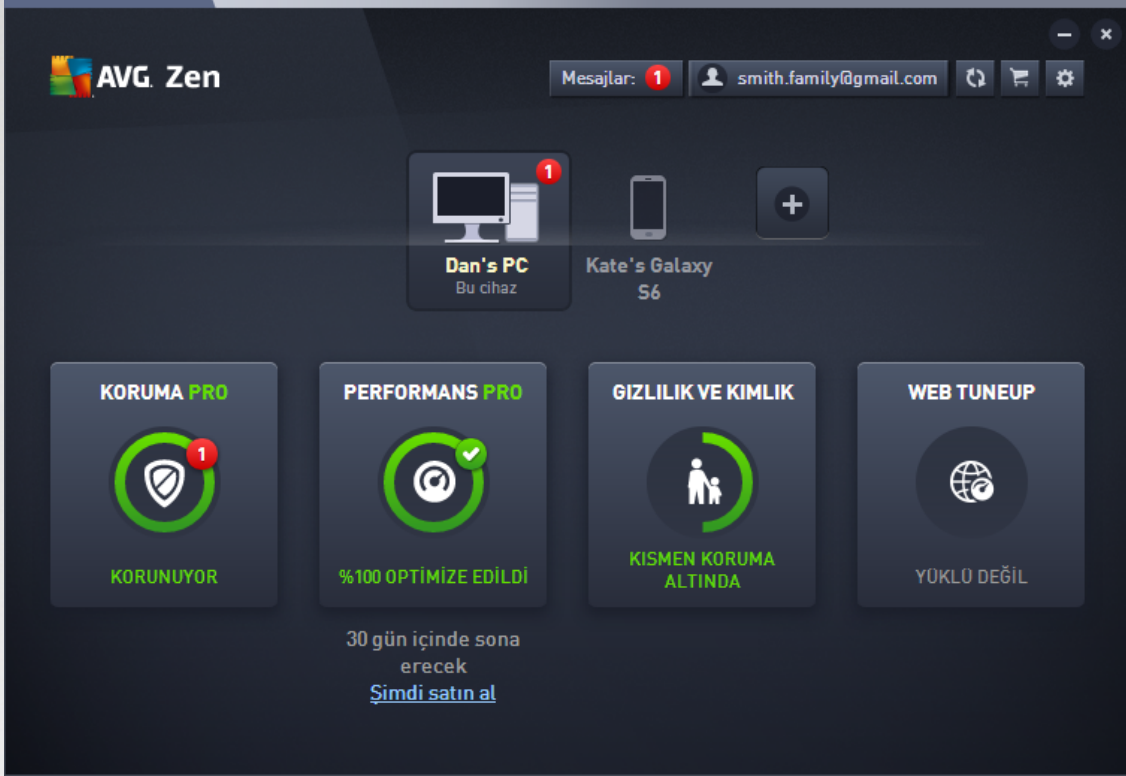 AVG. Zen
Mesajlar: 1
smith.family@gmail.com
1
Dan's PC
Bu cihaz
Kate's Galaxy
S6
KORUMA PRO
1
KORUNUYOR
PERFORMANS PRO
%100 OPTİMİZE EDİLDİ
30 gün içinde sona
erecek
Şimdi satın al
GIZLILIK VE KIMLIK
KISMEN KORUMA
ALTINDA
WEB TUNEUP
YÜKLÜ DEĞİL